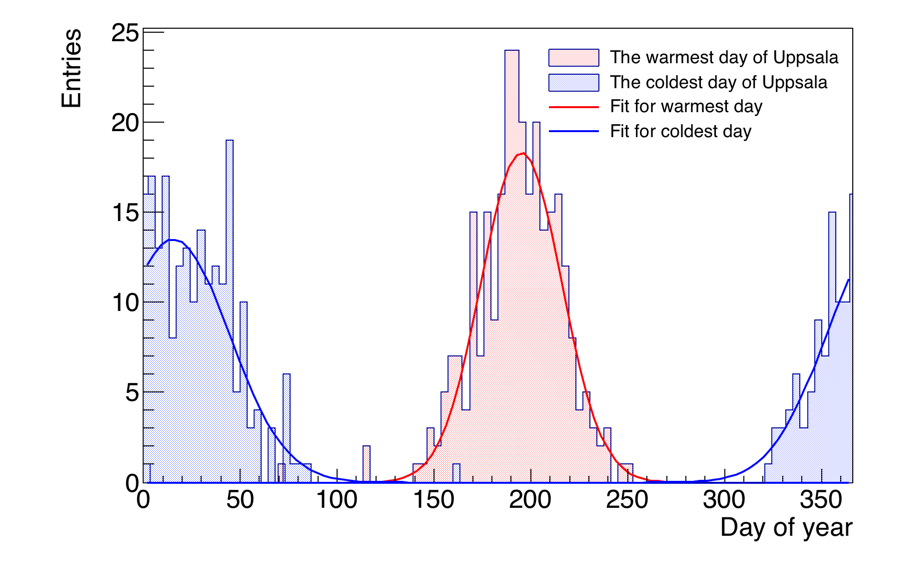 Entries
25
20
15
10
5
0
The warmest day of Uppsala
The coldest day of Uppsala
Fit for warmest day
Fit for coldest day
0 50 100 150 200 250 300 350
Day of year